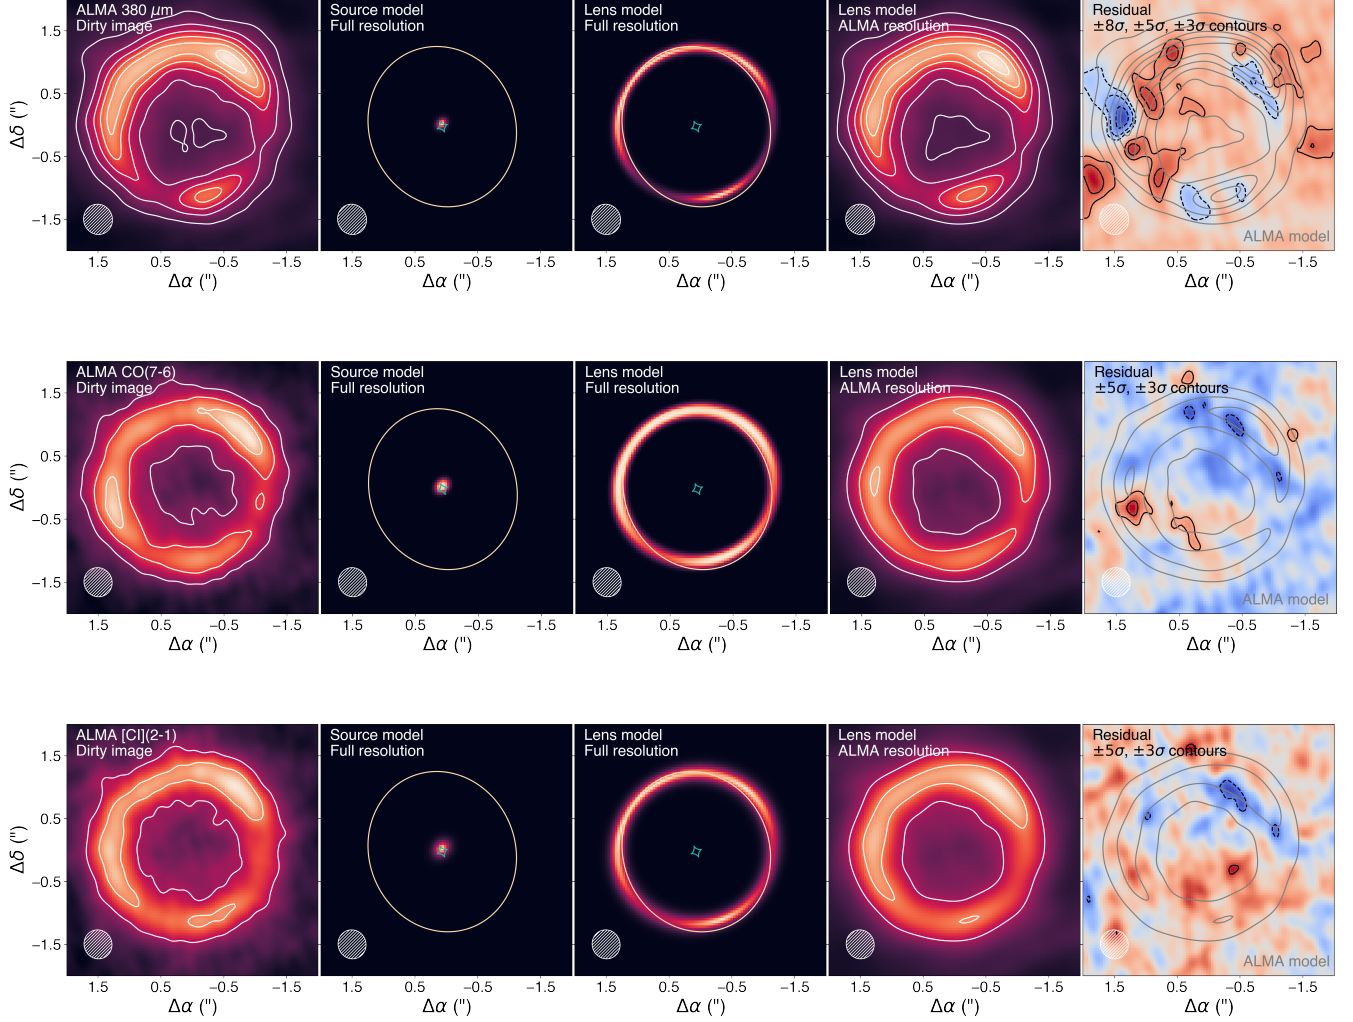 ALMA 380 μm
Dirty image
Source model
Full resolution
Lens model
Full resolution
Lens model
ALMA resolution
Residual
±8σ, ±5σ, ±3σ contours
ALMA model
1.5
0.5
−0.5
−1.5
Δδ (")
1.5 0.5 −0.5 −1.5
1.5 0.5 −0.5 −1.5
1.5 0.5 −0.5 −1.5
1.5 0.5 −0.5 −1.5
1.5 0.5 −0.5 −1.5
Δα (")
Δα (")
Δα (")
Δα (")
Δα (")
ALMA CO(7-6)
Dirty image
Source model
Full resolution
Lens model
Full resolution
Lens model
ALMA resolution
Residual
±5σ, ±3σ contours
ALMA model
1.5
0.5
−0.5
−1.5
Δδ (")
1.5 0.5 −0.5 −1.5
1.5 0.5 −0.5 −1.5
1.5 0.5 −0.5 −1.5
1.5 0.5 −0.5 −1.5
1.5 0.5 −0.5 −1.5
Δα (")
Δα (")
Δα (")
Δα (")
Δα (")
ALMA [CI](2-1)
Dirty image
Source model
Full resolution
Lens model
Full resolution
Lens model
ALMA resolution
Residual
±5σ, ±3σ contours
ALMA model
1.5
0.5
−0.5
−1.5
Δδ (")
1.5 0.5 −0.5 −1.5
1.5 0.5 −0.5 −1.5
1.5 0.5 −0.5 −1.5
1.5 0.5 −0.5 −1.5
1.5 0.5 −0.5 −1.5
Δα (")
Δα (")
Δα (")
Δα (")
Δα (")